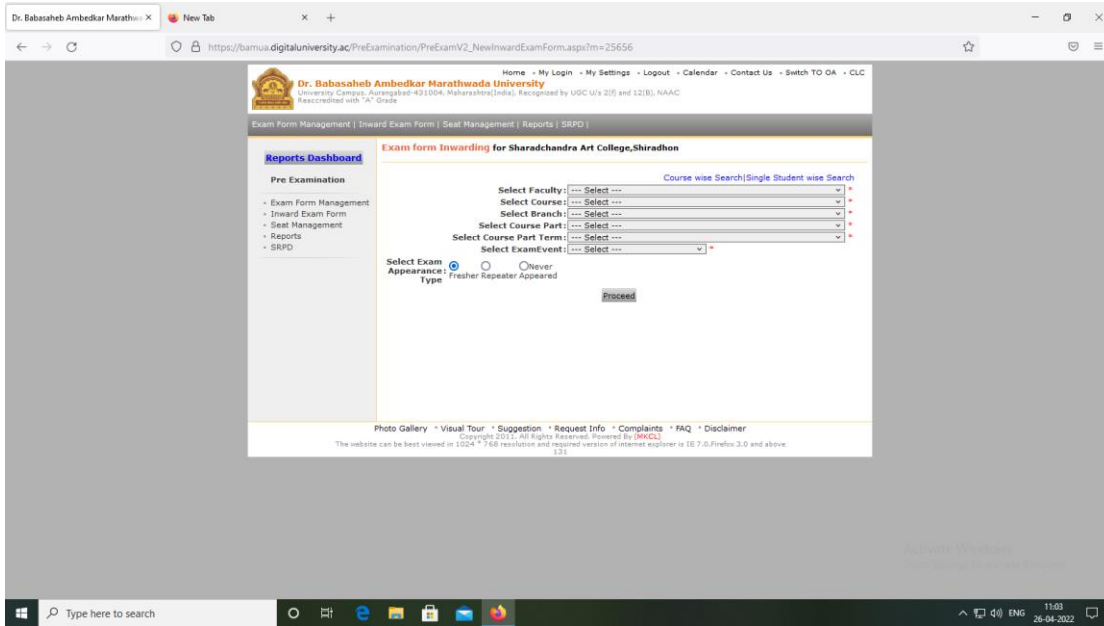 Dr. Babasaheb Ambedkar Marathwa
New Tab
https://bamua.digitaluniversity.ac/PreExamination/PreExamV2_NewInwardExamForm.aspx?m=25656
Home My Login My Settings Logout Calendar Contact Us Switch TO OA CLC
Dr. Babasaheb Ambedkar Marathwada University
University Campus, Aurangabad-431004, Maharashtra(India), Recognized by UGC U/s 2(f) and 12(B), NAAC
Reaccredited with "A" Grade
Exam Form Management | Inward Exam Form | Seat Management | Reports | SRPD |
Reports Dashboard
Pre Examination
Exam Form Management
Inward Exam Form
Seat Management
Reports
SRPD
Exam form Inwarding for Sharadchandra Art College,Shiradhon
Course wise Search|Single Student wise Search
Select Faculty: --- Select --- *
Select Course: --- Select --- *
Select Branch: --- Select --- *
Select Course Part: --- Select --- *
Select Course Part Term: --- Select --- *
Select ExamEvent: --- Select --- *
Select Exam Appearance: Type
Fresher Repeater Never Appeared
Proceed
Photo Gallery * Visual Tour * Suggestion * Request Info * Complaints * FAQ * Disclaimer
Copyright 2011. All Rights Reserved. Powered By [MKCL]
The website can be best viewed in 1024 * 768 resolution and required version of internet explorer is IE 7.0,Firefox 3.0 and above
131
Activate Windows
Type here to search
ENG
11:03
26-04-2022